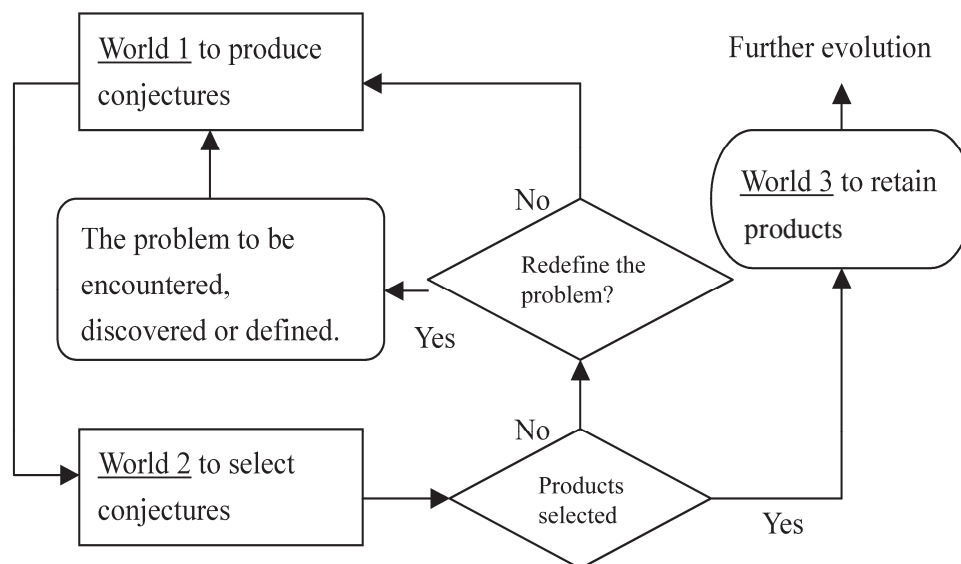 World 1 to produce
conjectures
Further evolution
World 3 to retain
products
No
The problem to be
encountered,
discovered or defined.
Redefine the
problem?
Yes
World 2 to select
conjectures
No
Products
selected
Yes